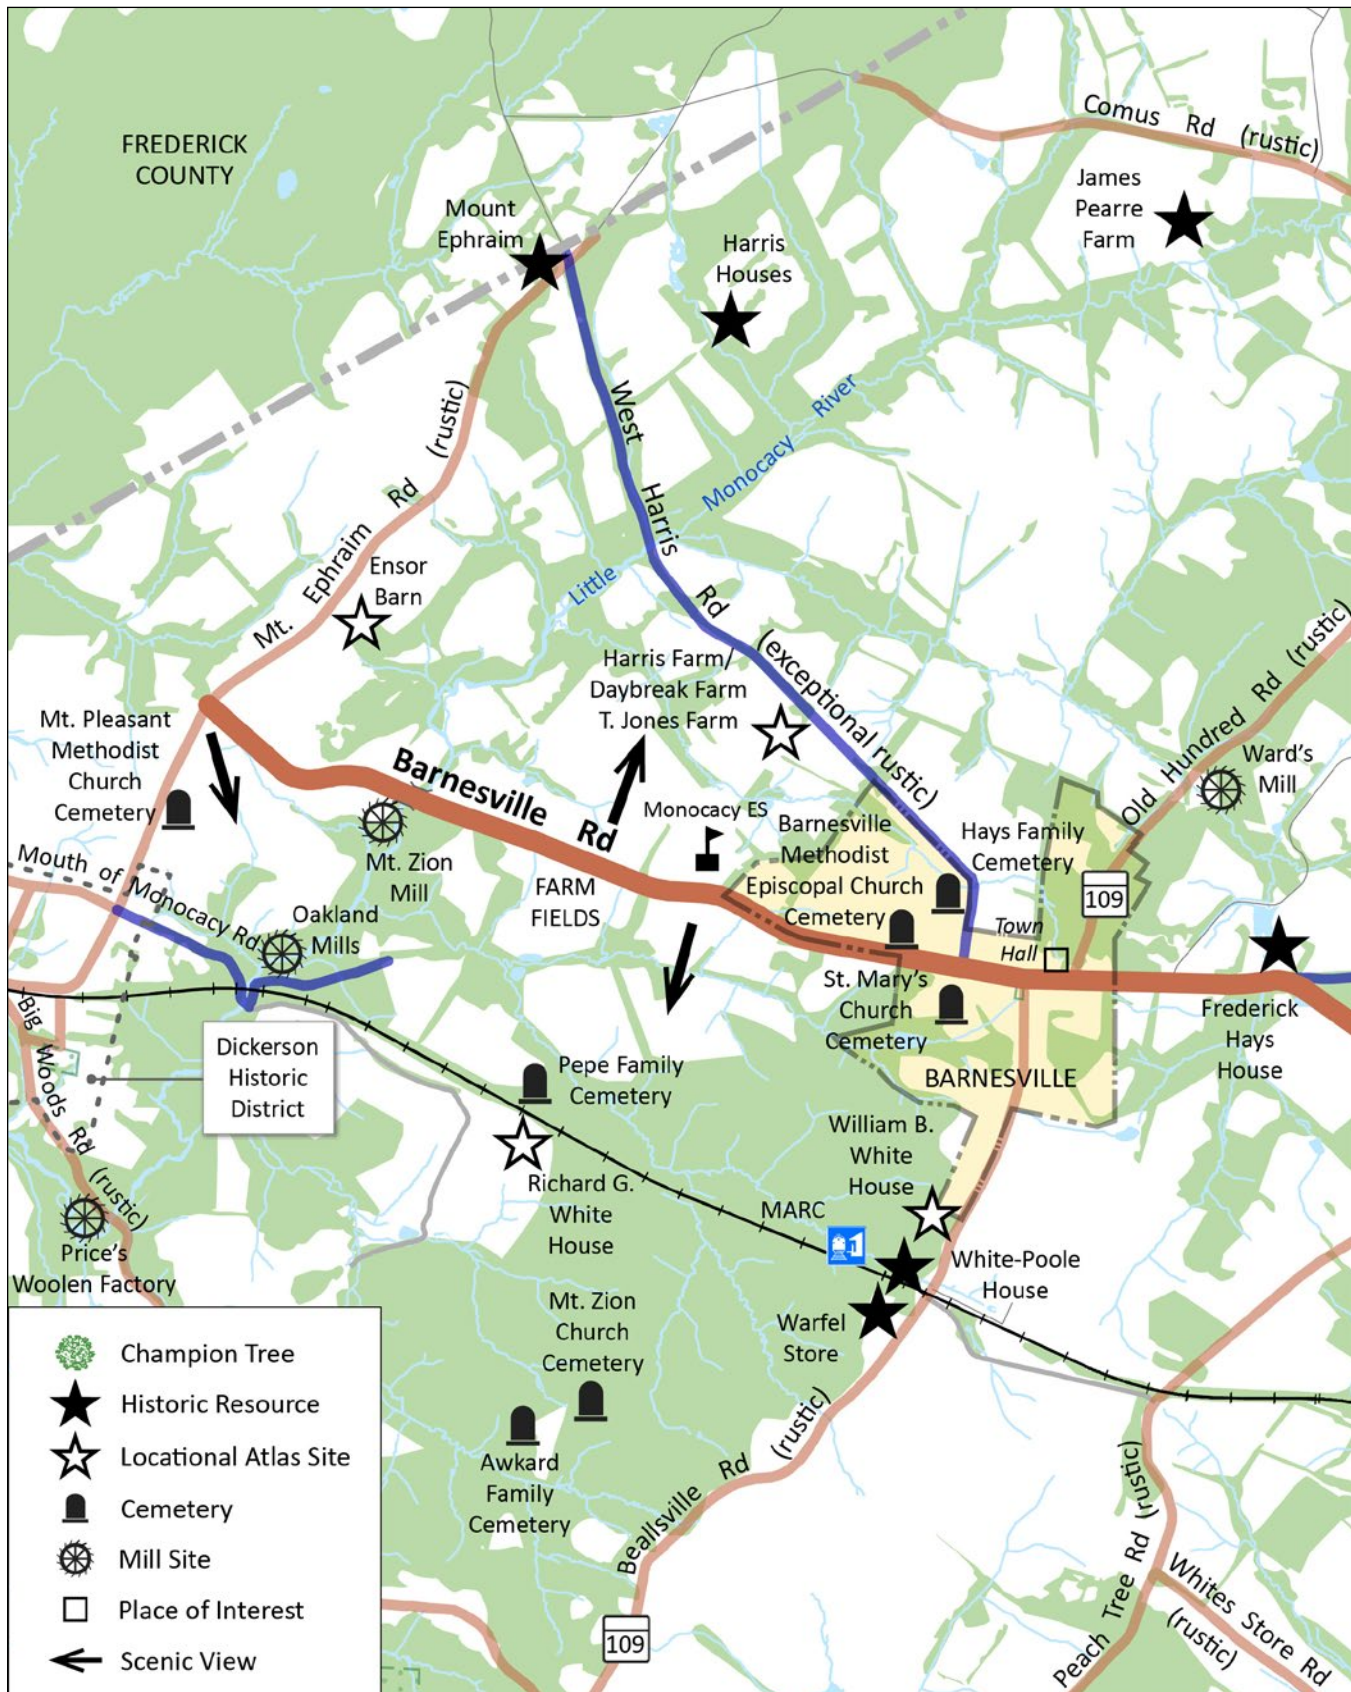 FREDERICK
COUNTY
Comus Rd (rustic)
James
Pearre
Farm
Mount
Ephraim
Harris
Houses
West Harris Rd (exceptional rustic)
Little Monocacy River
Mt. Ephraim Rd (rustic)
Ensor
Barn
Harris Farm/
Daybreak Farm
T. Jones Farm
Old Hundred Rd (rustic)
Ward's
Mill
Mt. Pleasant
Methodist
Church
Cemetery
Barnesville Rd
Monocacy ES
Barnesville
Methodist
Episcopal Church
Cemetery
Hays Family
Cemetery
109
Mt. Zion
Mill
FARM
FIELDS
Mouth of Monocacy Rd
Oakland
Mills
Town
Hall
St. Mary's
Church
Cemetery
Frederick
Hays
House
Big Woods Rd (rustic)
Dickerson
Historic
District
Pepe Family
Cemetery
BARNESVILLE
William B.
White
House
Richard G.
White
House
MARC
Price's
Woolen Factory
White-Poole
House
Mt. Zion
Church
Cemetery
Warfel
Store
Awkard
Family
Cemetery
Beallsville Rd (rustic)
109
Peach Tree Rd (rustic)
Whites Store Rd
(rustic)
Champion Tree
Historic Resource
Locational Atlas Site
Cemetery
Mill Site
Place of Interest
Scenic View